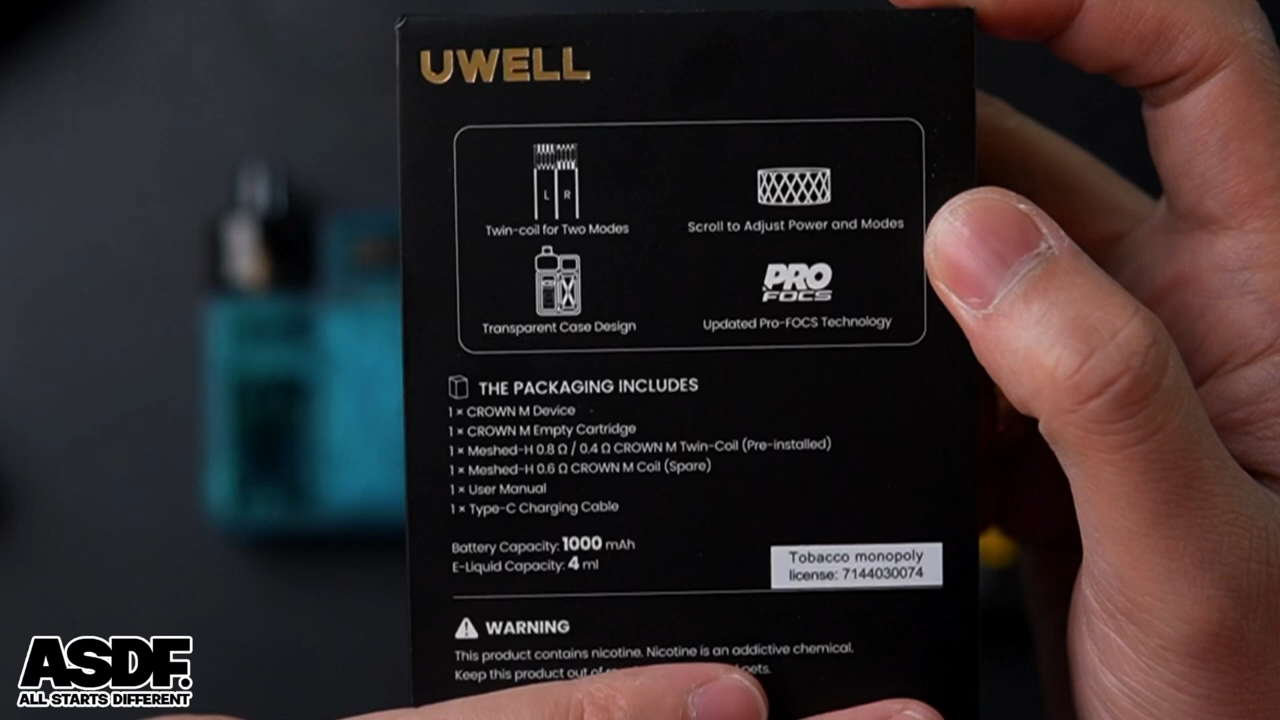 UWELL
L R
Twin-coil for Two Modes
Scroll to Adjust Power and Modes
PRO
FOCS
Transparent Case Design
Updated Pro-FOCS Technology
THE PACKAGING INCLUDES
1 × CROWN M Device
1 × CROWN M Empty Cartridge
1 × Meshed-H 0.8 Ω / 0.4 Ω CROWN M Twin-Coil (Pre-installed)
1 × Meshed-H 0.6 Ω CROWN M Coil (Spare)
1 × User Manual
1 × Type-C Charging Cable
Battery Capacity: 1000 mAh
E-Liquid Capacity: 4 ml
Tobacco monopoly
license: 7144030074
WARNING
This product contains nicotine. Nicotine is an addictive chemical.
Keep this product out of pets.
ASDF.
ALL STARTS DIFFERENT